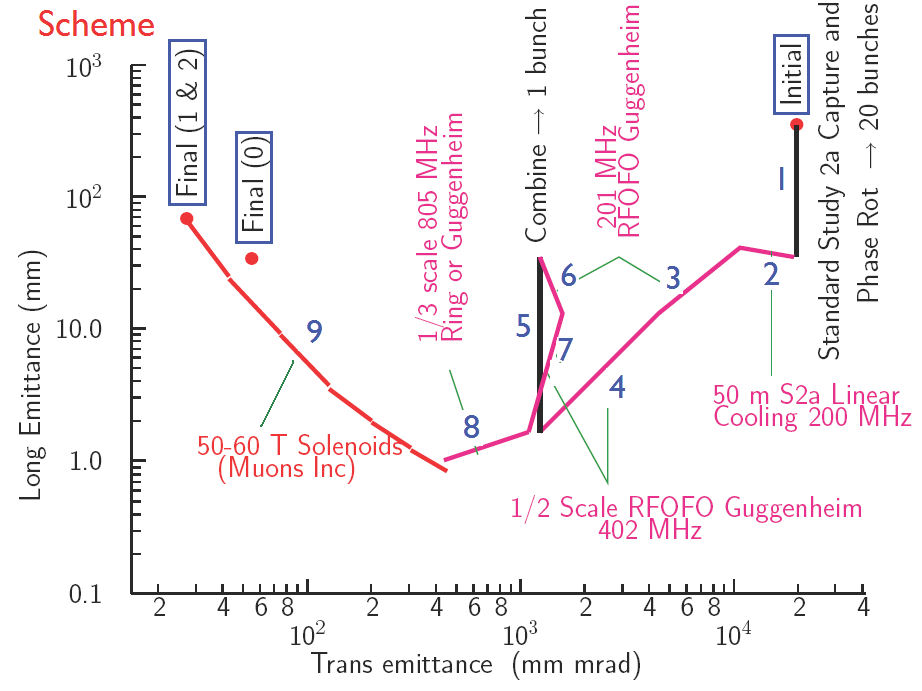 Scheme
Final (1 & 2)
Final (0)
1/3 scale 805 MHz
Ring or Guggenheim
Combine → 1 bunch
201 MHz
RFOFO Guggenheim
Initial
Standard Study 2a Capture and
Phase Rot → 20 bunches
1
2
3
4
5
6
7
8
9
50 m S2a Linear
Cooling 200 MHz
50-60 T Solenoids
(Muons Inc)
1/2 Scale RFOFO Guggenheim
402 MHz
Long Emittance (mm)
10³
10²
10.0
1.0
0.1
2 4 6 8 2 4 6 8 2 4 6 8 2 4
10² 10³ 10⁴
Trans emittance (mm mrad)